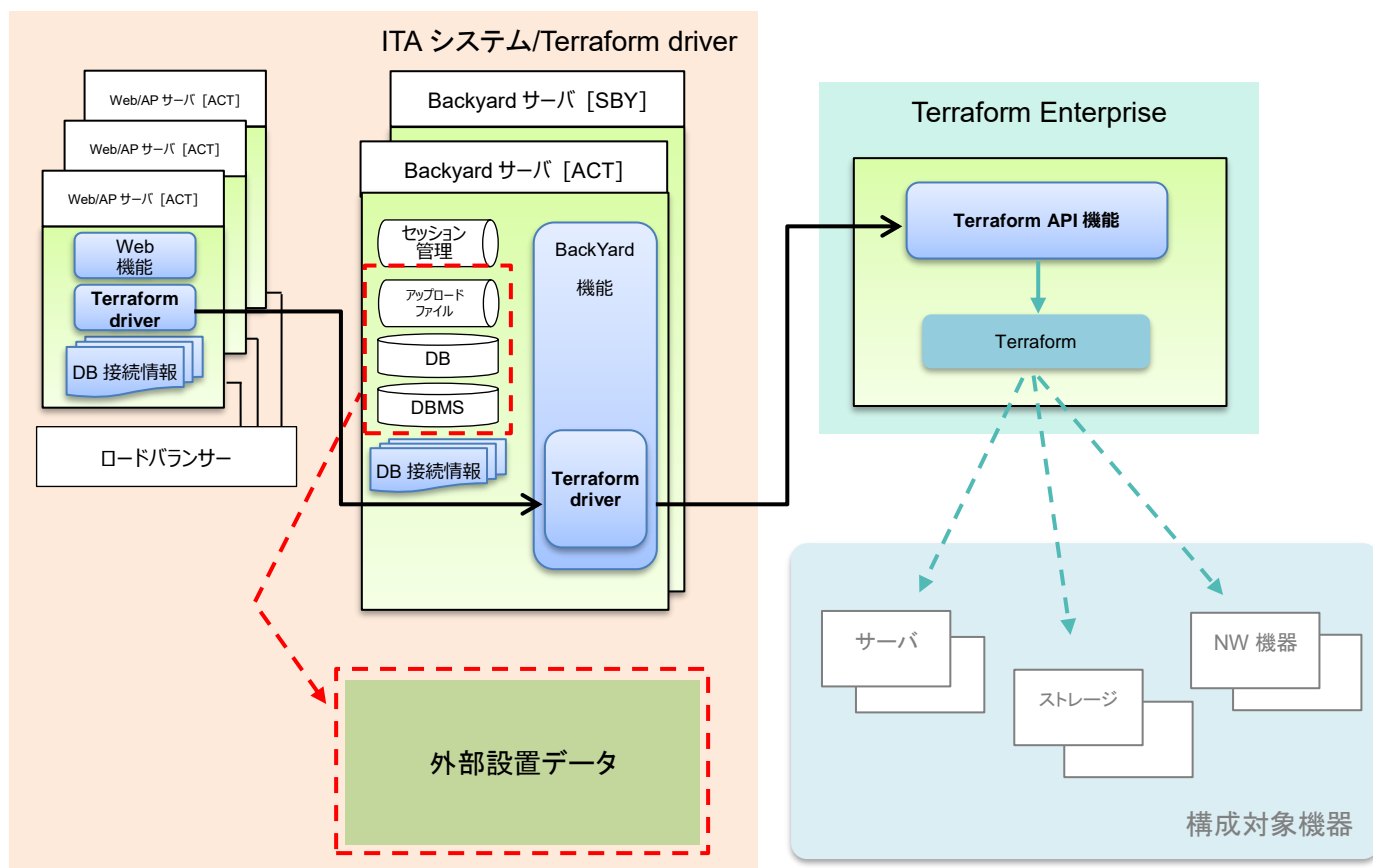 ITA システム/Terraform driver
Web/AP サーバ [ACT]
Web/AP サーバ [ACT]
Web/AP サーバ [ACT]
Web
機能
Terraform
driver
DB 接続情報
ロードバランサー
Backyard サーバ [SBY]
Backyard サーバ [ACT]
セッション
管理
アップロード
ファイル
DB
DBMS
DB 接続情報
BackYard
機能
Terraform
driver
外部設置データ
Terraform Enterprise
Terraform API 機能
Terraform
サーバ
ストレージ
NW 機器
構成対象機器